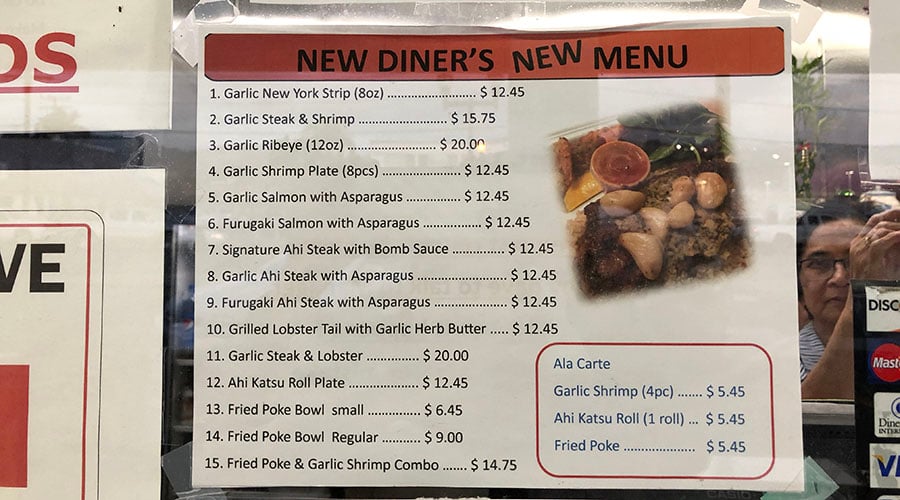 OS
VE
NEW DINER'S NEW MENU
1. Garlic New York Strip (8oz) .......................... $ 12.45
2. Garlic Steak & Shrimp .......................... $ 15.75
3. Garlic Ribeye (12oz) .......................... $ 20.00
4. Garlic Shrimp Plate (8pcs) ....................... $ 12.45
5. Garlic Salmon with Asparagus ................ $ 12.45
6. Furugaki Salmon with Asparagus ................. $ 12.45
7. Signature Ahi Steak with Bomb Sauce ............... $ 12.45
8. Garlic Ahi Steak with Asparagus ........................ $ 12.45
9. Furugaki Ahi Steak with Asparagus ..................... $ 12.45
10. Grilled Lobster Tail with Garlic Herb Butter ..... $ 12.45
11. Garlic Steak & Lobster .............. $ 20.00
12. Ahi Katsu Roll Plate .................... $ 12.45
13. Fried Poke Bowl small .............. $ 6.45
14. Fried Poke Bowl Regular ........... $ 9.00
15. Fried Poke & Garlic Shrimp Combo ....... $ 14.75
Ala Carte
Garlic Shrimp (4pc) ....... $ 5.45
Ahi Katsu Roll (1 roll) ... $ 5.45
Fried Poke ..................... $ 5.45
DISC
Mast
Dine
INTERN
VI